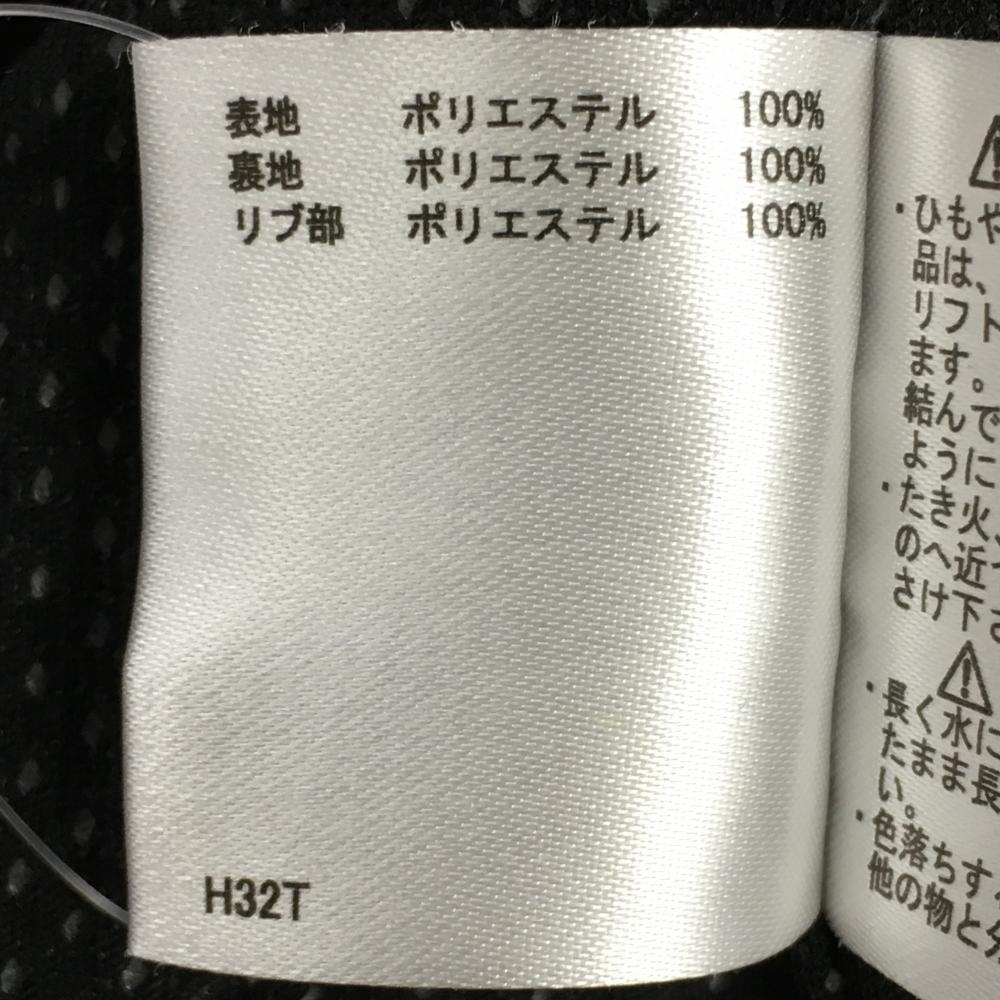 表地 ポリエステル 100%
裏地 ポリエステル 100%
リブ部 ポリエステル 100%
H32T
・ひもや
品は、
リフト
ます。
結んで
ように
・たき火、
のへ近づ
さけ下さ
・長く水に
たまま長
い。
・色落ちす
他の物と分